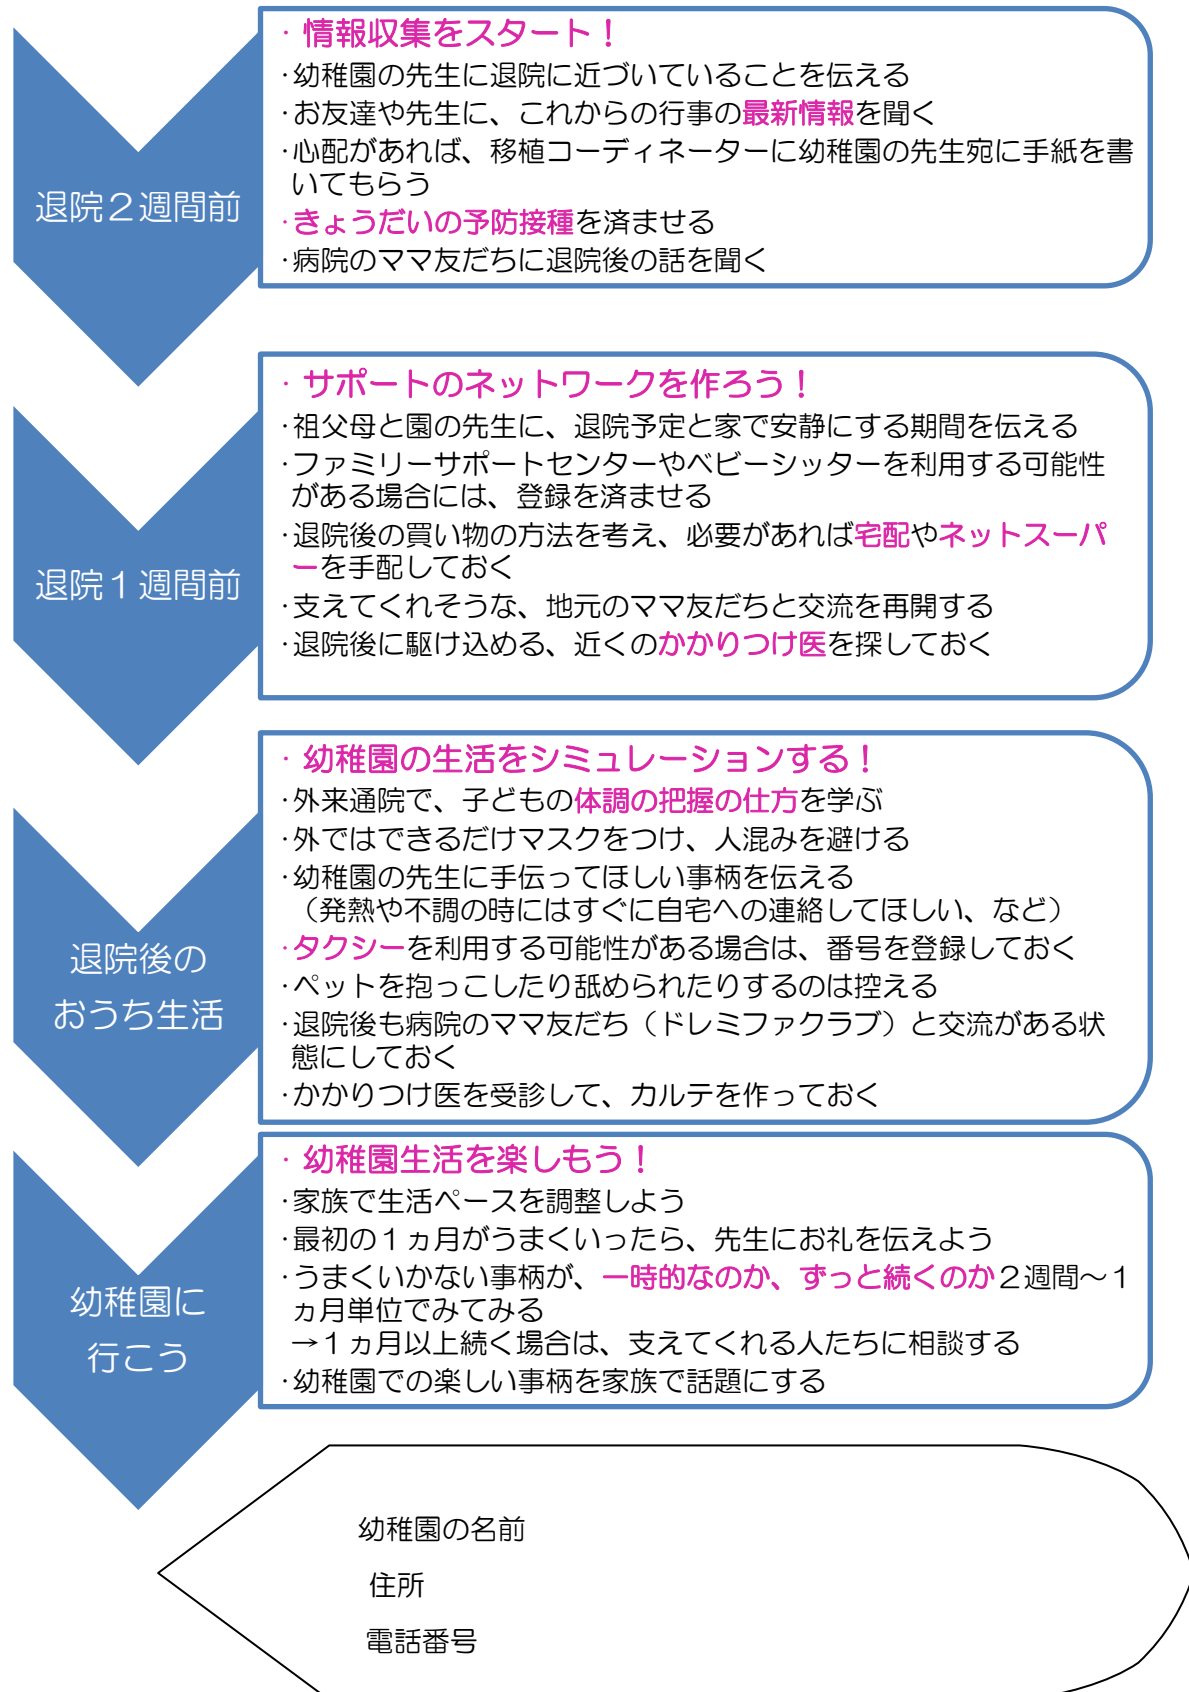 退院２週間前
・情報収集をスタート！
・幼稚園の先生に退院に近づいていることを伝える
・お友達や先生に、これからの行事の最新情報を聞く
・心配があれば、移植コーディネーターに幼稚園の先生宛に手紙を書
いてもらう
・きょうだいの予防接種を済ませる
・病院のママ友だちに退院後の話を聞く
退院１週間前
・サポートのネットワークを作ろう！
・祖父母と園の先生に、退院予定と家で安静にする期間を伝える
・ファミリーサポートセンターやベビーシッターを利用する可能性
がある場合には、登録を済ませる
・退院後の買い物の方法を考え、必要があれば宅配やネットスーパ
ーを手配しておく
・支えてくれそうな、地元のママ友だちと交流を再開する
・退院後に駆け込める、近くのかかりつけ医を探しておく
退院後の
おうち生活
・幼稚園の生活をシミュレーションする！
・外来通院で、子どもの体調の把握の仕方を学ぶ
・外ではできるだけマスクをつけ、人混みを避ける
・幼稚園の先生に手伝ってほしい事柄を伝える
（発熱や不調の時にはすぐに自宅への連絡してほしい、など）
・タクシーを利用する可能性がある場合は、番号を登録しておく
・ペットを抱っこしたり舐められたりするのは控える
・退院後も病院のママ友だち（ドレミファクラブ）と交流がある状
態にしておく
・かかりつけ医を受診して、カルテを作っておく
幼稚園に
行こう
・幼稚園生活を楽しもう！
・家族で生活ペースを調整しよう
・最初の１ヵ月がうまくいったら、先生にお礼を伝えよう
・うまくいかない事柄が、一時的なのか、ずっと続くのか２週間～１
ヵ月単位でみてみる
→１ヵ月以上続く場合は、支えてくれる人たちに相談する
・幼稚園での楽しい事柄を家族で話題にする
幼稚園の名前
住所
電話番号